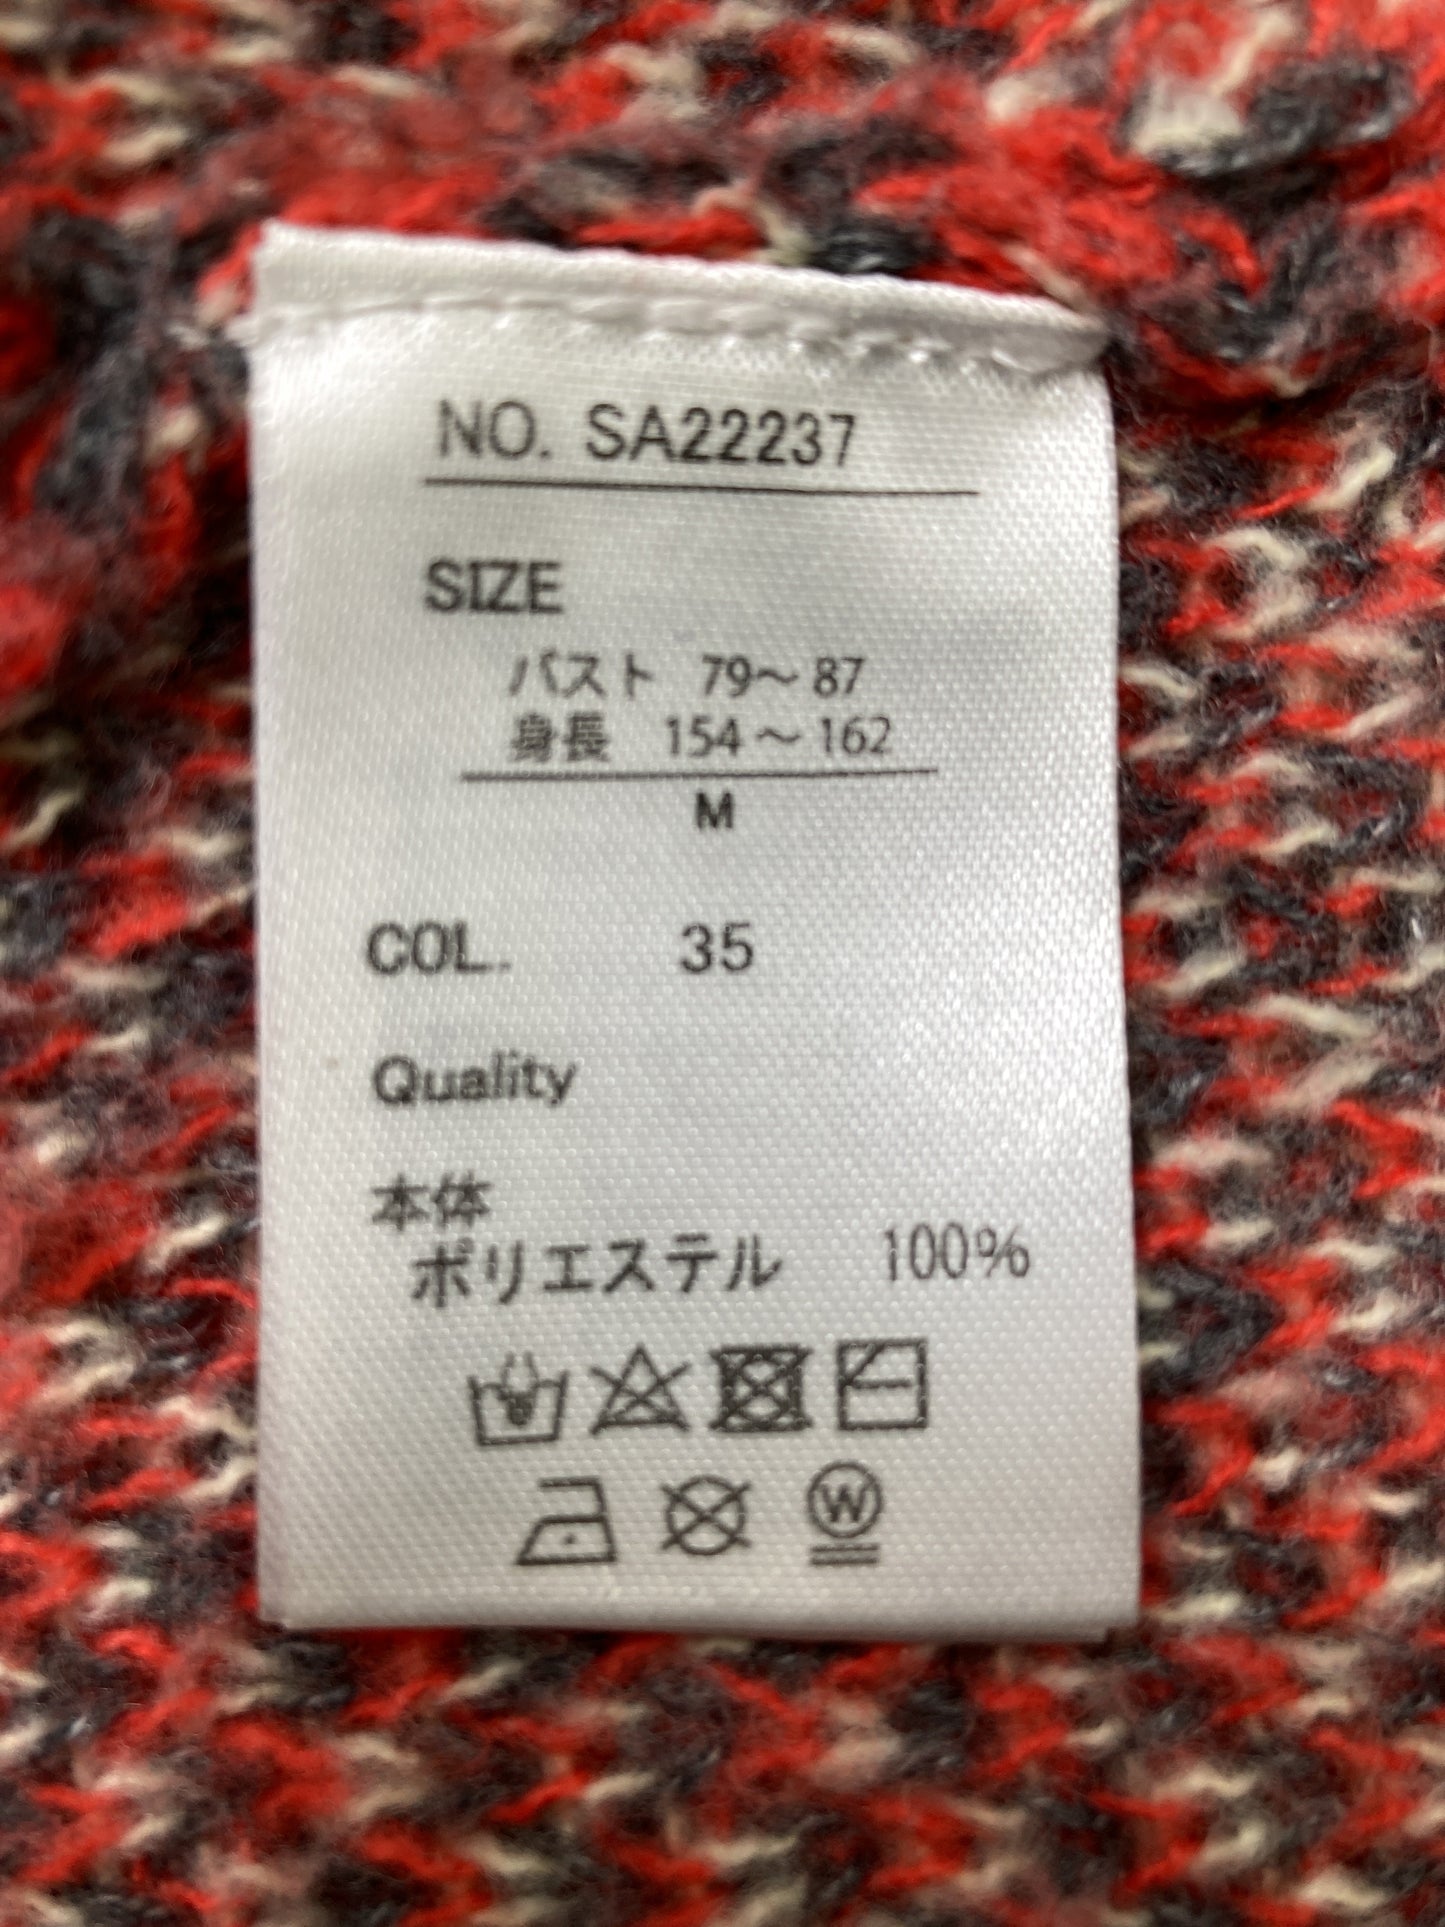 NO. SA22237
SIZE
バスト 79～87
身長 154～162
M
COL. 35
Quality
本体
ポリエステル 100%
W